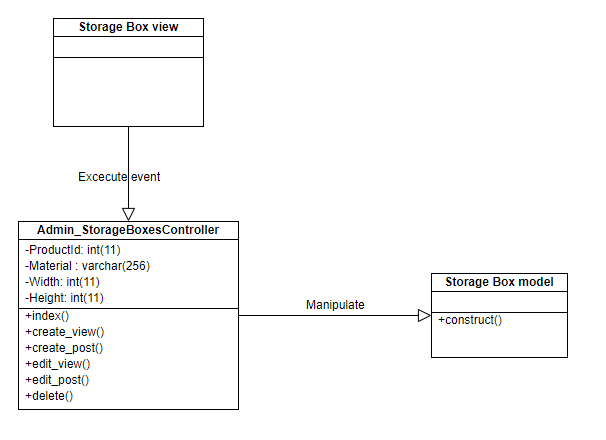 Storage Box view
Excecute event
Admin_StorageBoxesController
-ProductId: int(11)
-Material : varchar(256)
-Width: int(11)
-Height: int(11)
+index()
+create_view()
+create_post()
+edit_view()
+edit_post()
+delete()
Manipulate
Storage Box model
+construct()